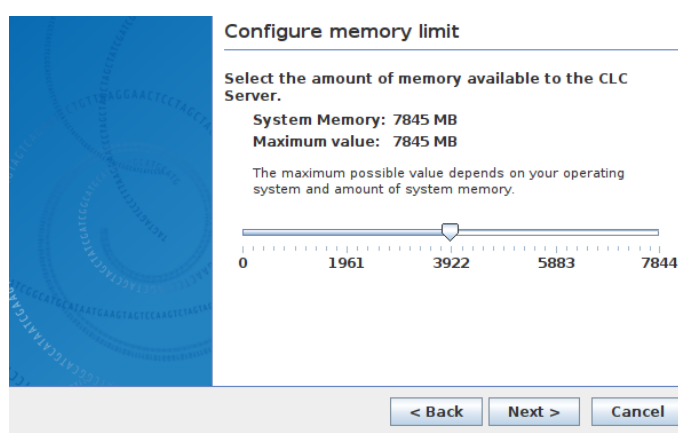 Configure memory limit
Select the amount of memory available to the CLC
Server.
System Memory: 7845 MB
Maximum value: 7845 MB
The maximum possible value depends on your operating
system and amount of system memory.
0 1961 3922 5883 7844
< Back Next > Cancel